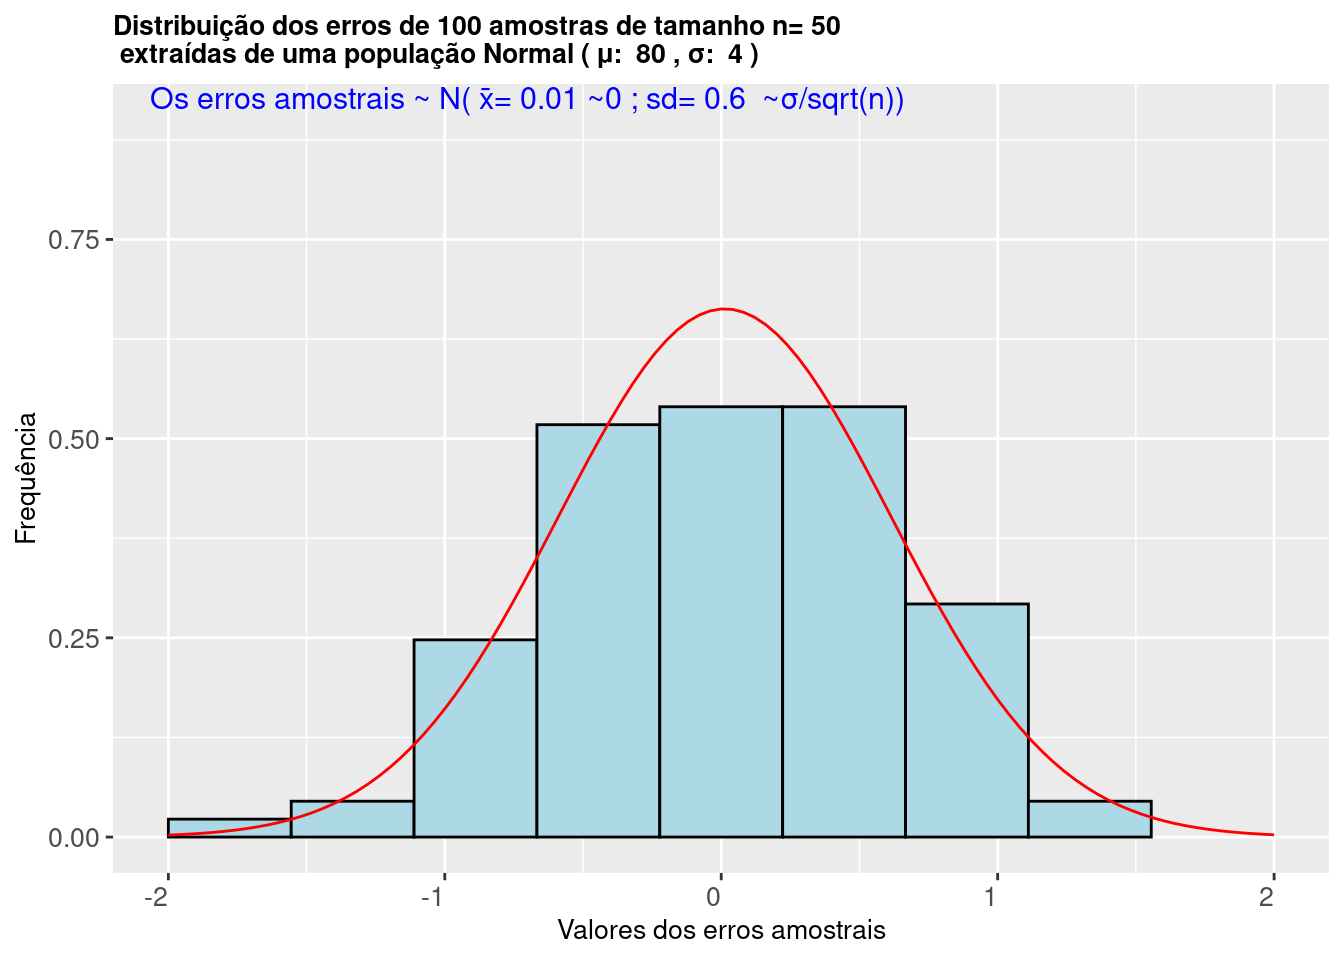 Distribuição dos erros de 100 amostras de tamanho n= 50
extraídas de uma população Normal ( μ:  80 , σ:  4 )
Os erros amostrais ~ N( x̄= 0.01 ~0 ; sd= 0.6  ~σ/sqrt(n))
0.75
0.50
0.25
0.00
Frequência
-2
-1
0
1
2
Valores dos erros amostrais